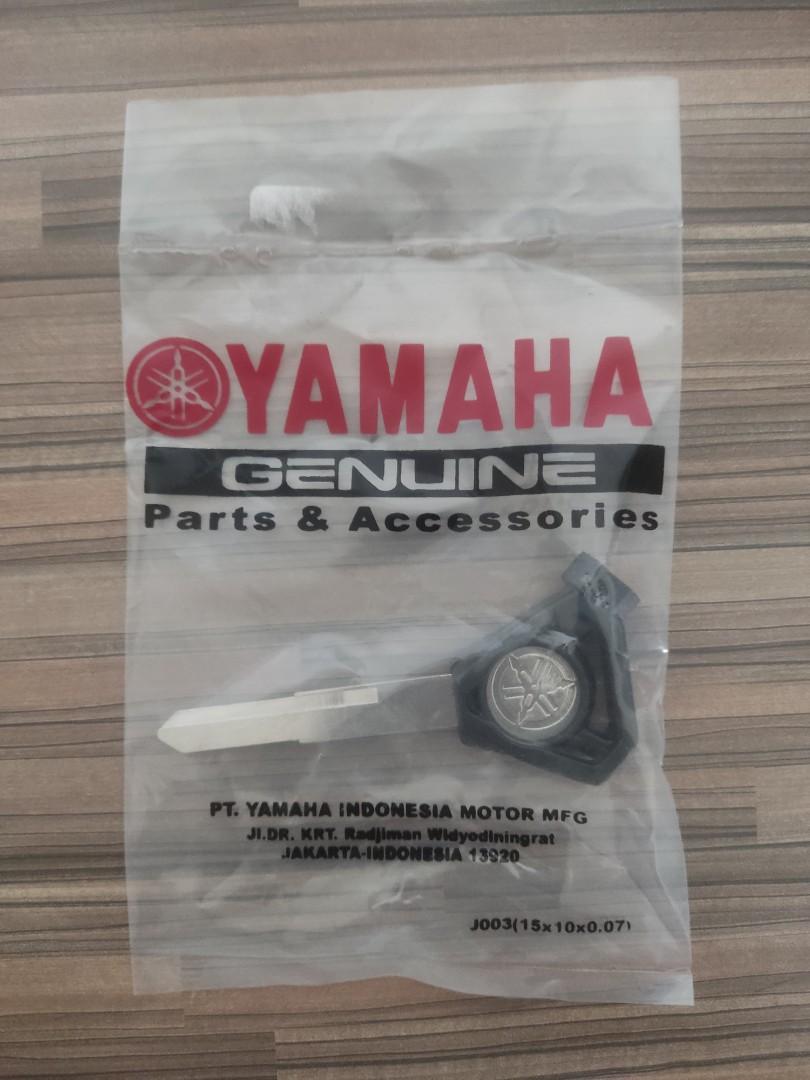 YAMAHA
GENUINE
Parts & Accessories
PT. YAMAHA INDONESIA MOTOR MFG
Jl.DR. KRT. Radjiman Widyodiningrat
JAKARTA-INDONESIA 13920
J003(15x10x0.07)